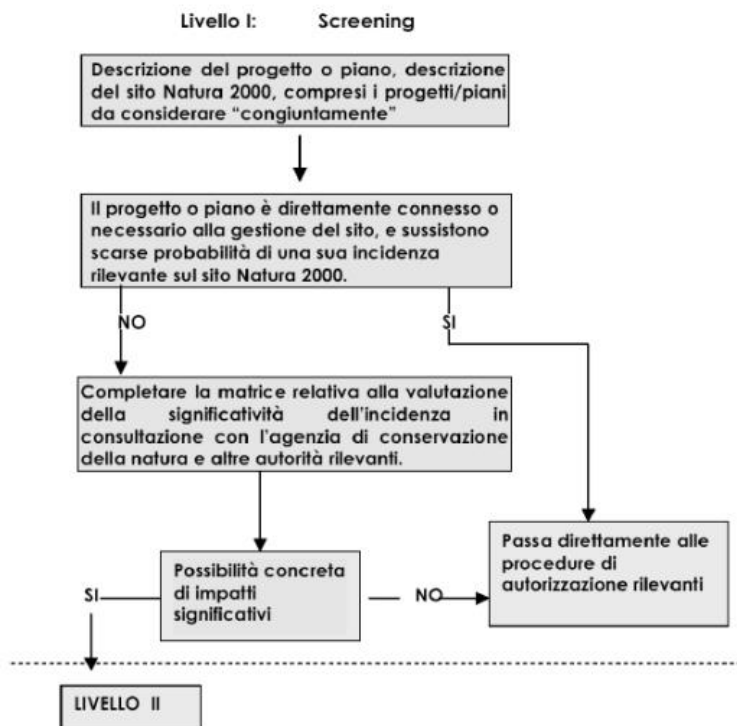 Livello I: Screening
Descrizione del progetto o piano, descrizione
del sito Natura 2000, compresi i progetti/piani
da considerare “congiuntamente”
Il progetto o piano è direttamente connesso o
necessario alla gestione del sito, e sussistono
scarse probabilità di una sua incidenza
rilevante sul sito Natura 2000.
NO
SI
Completare la matrice relativa alla valutazione
della significatività dell’incidenza in
consultazione con l’agenzia di conservazione
della natura e altre autorità rilevanti.
Possibilità concreta
di impatti
significativi
SI
NO
Passa direttamente alle
procedure di
autorizzazione rilevanti
LIVELLO II